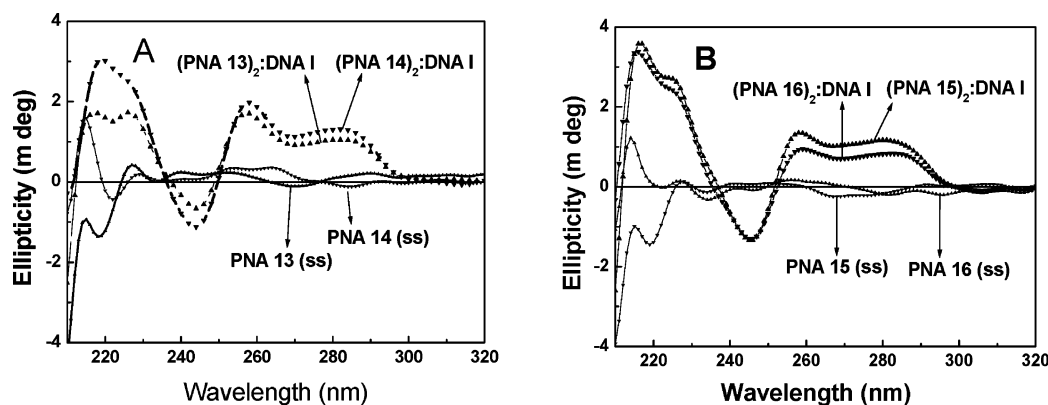 A
Ellipticity (m deg)
4
2
0
-2
-4
(PNA 13)2:DNA I
(PNA 14)2:DNA I
PNA 13 (ss)
PNA 14 (ss)
220 240 260 280 300 320
Wavelength (nm)
B
Ellipticity (m deg)
4
2
0
-2
-4
(PNA 16)2:DNA I
(PNA 15)2:DNA I
PNA 15 (ss)
PNA 16 (ss)
220 240 260 280 300 320
Wavelength (nm)